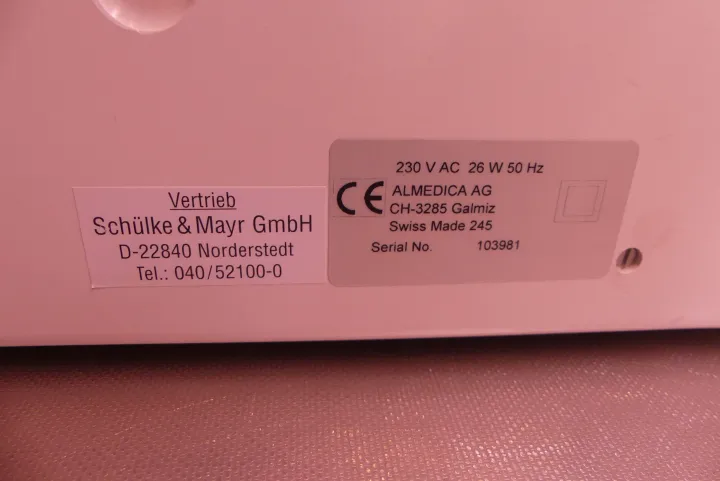 Vertrieb
Schülke & Mayr GmbH
D-22840 Norderstedt
Tel.: 040/52100-0
230 V AC 26 W 50 Hz
CE ALMEDICA AG
CH-3285 Galmiz
Swiss Made 245
Serial No. 103981